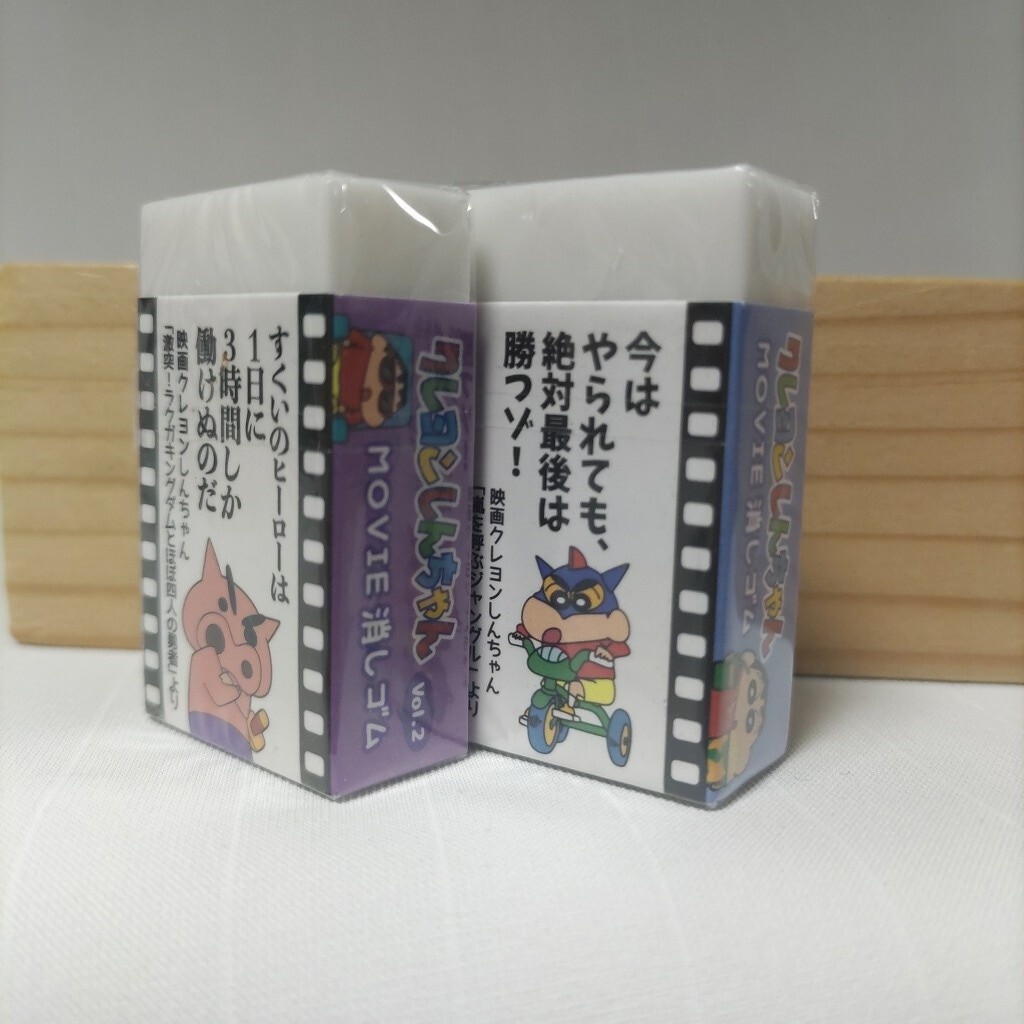 すくいのヒーローは
1日に
3時間しか
働けぬのだ
映画クレヨンしんちゃん
「激突！ラクガキングダムとほぼ四人の勇者」より
クレヨンしんちゃん
MOVIE 消しゴム
Vol.2
今は
やられても、
絶対最後は
勝つゾ！
映画クレヨンしんちゃん
「嵐を呼ぶジャングル」より
クレヨンしんちゃん
MOVIE 消しゴム